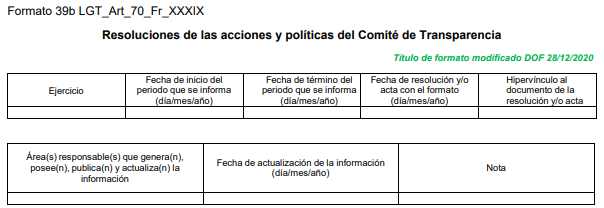 Formato 39b LGT_Art_70_Fr_XXXIX
Resoluciones de las acciones y políticas del Comité de Transparencia
Título de formato modificado DOF 28/12/2020
Ejercicio
Fecha de inicio del
periodo que se informa
(día/mes/año)
Fecha de término del
periodo que se informa
(día/mes/año)
Fecha de resolución y/o
acta con el formato
(día/mes/año)
Hipervínculo al
documento de la
resolución y/o acta
Área(s) responsable(s) que genera(n),
posee(n), publica(n) y actualiza(n) la
información
Fecha de actualización de la información
(día/mes/año)
Nota